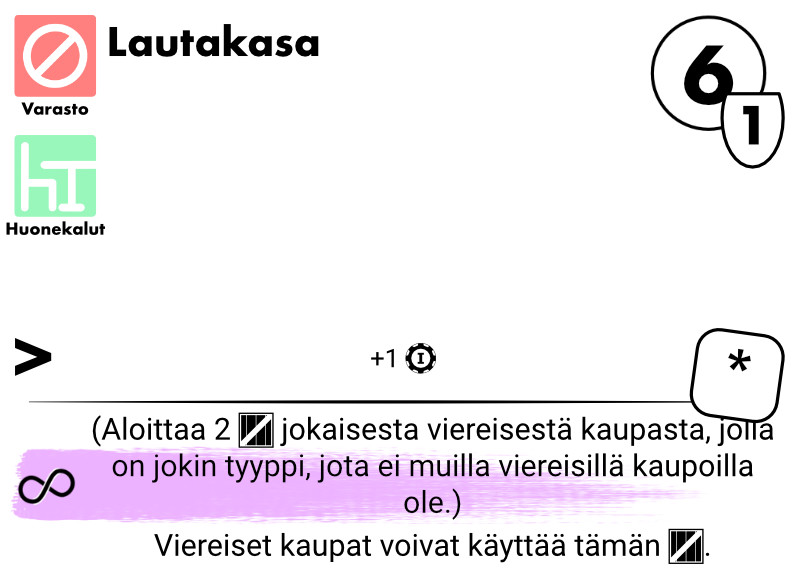 Lautakasa
6
1
Varasto
Huonekalut
> +1
*
(Aloittaa 2 jokaisesta viereisestä kaupasta, jolla
on jokin tyyppi, jota ei muilla viereisillä kaupoilla
ole.)
Viereiset kaupat voivat käyttää tämän .